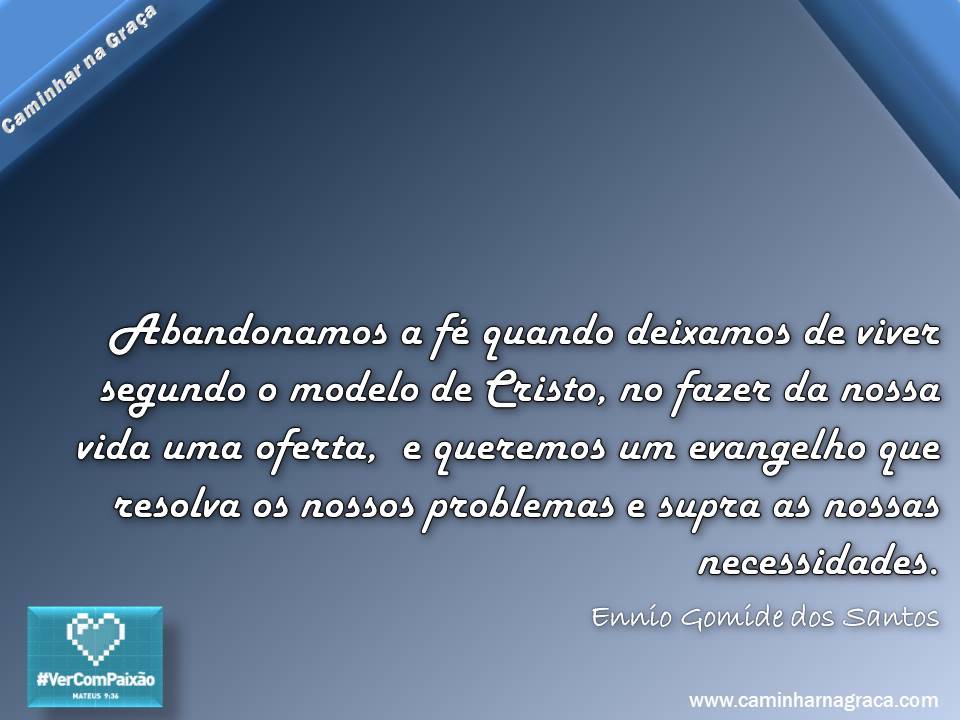 Caminhar na Graça
Abandonamos a fé quando deixamos de viver
segundo o modelo de Cristo, no fazer da nossa
vida uma oferta, e queremos um evangelho que
resolva os nossos problemas e supra as nossas
necessidades.
Ennio Gomide dos Santos
#VerComPaixão
MATEUS 9:36
www.caminharnagraca.com